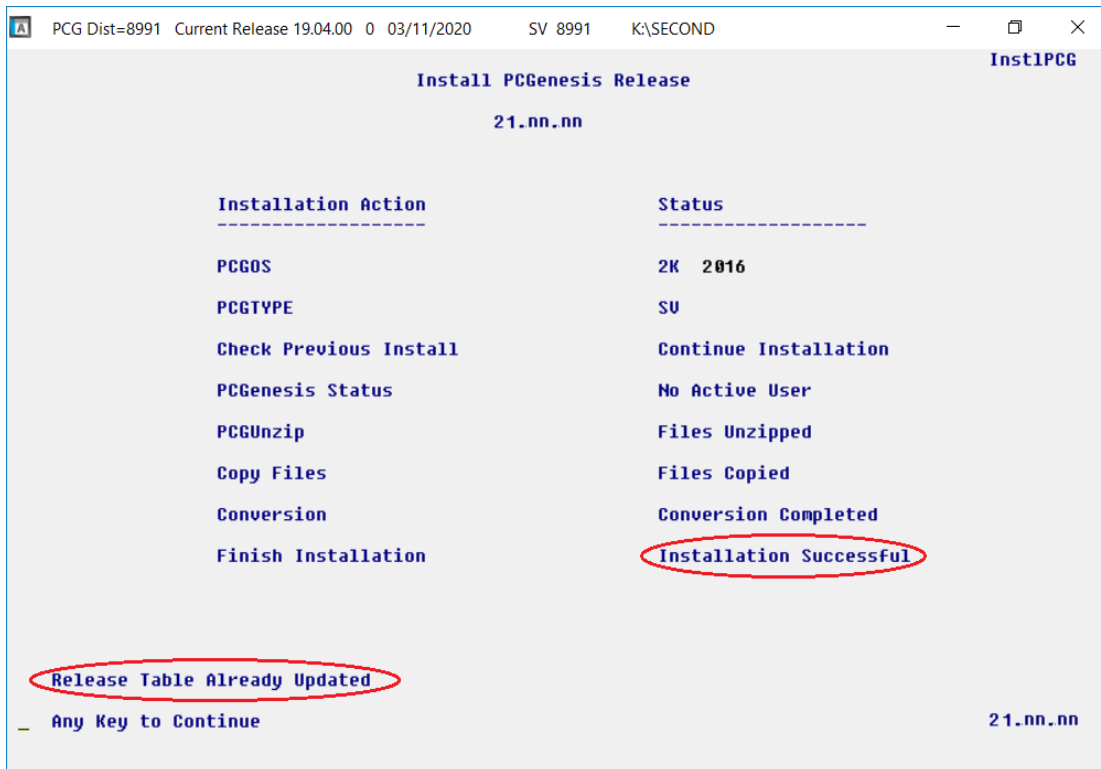 A PCG Dist=8991 Current Release 19.04.00 0 03/11/2020 SV 8991 K:\SECOND
InstlPCG
Install PCGenesis Release
21.nn.nn
Installation Action Status
------------------- -------------------
PCGOS 2K 2016
PCGTYPE SV
Check Previous Install Continue Installation
PCGenesis Status No Active User
PCGUnzip Files Unzipped
Copy Files Files Copied
Conversion Conversion Completed
Finish Installation Installation Successful
Release Table Already Updated
_ Any Key to Continue 21.nn.nn